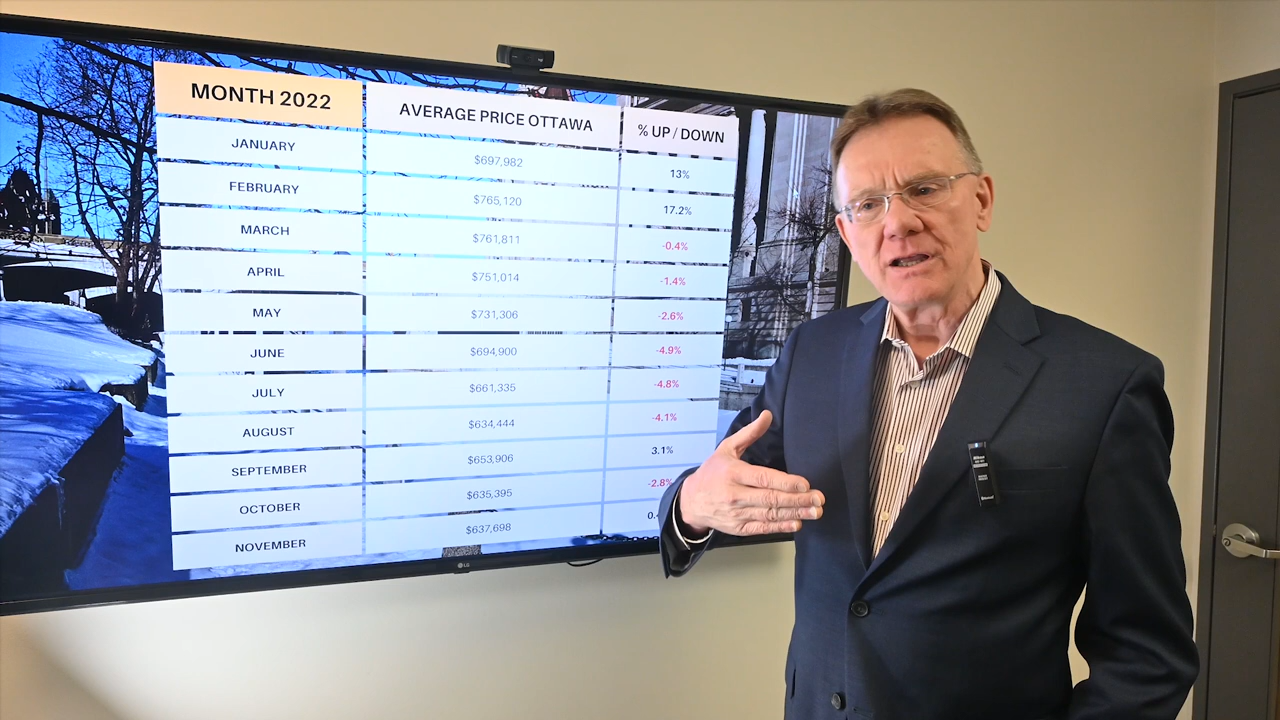 MONTH 2022 AVERAGE PRICE OTTAWA % UP / DOWN
JANUARY $697,982 13%
FEBRUARY $765,120 17.2%
MARCH $761,811 -0.4%
APRIL $751,014 -1.4%
MAY $731,306 -2.6%
JUNE $694,900 -4.9%
JULY $661,335 -4.8%
AUGUST $634,444 -4.1%
SEPTEMBER $653,906 3.1%
OCTOBER $635,395 -2.8%
NOVEMBER $637,698
LG